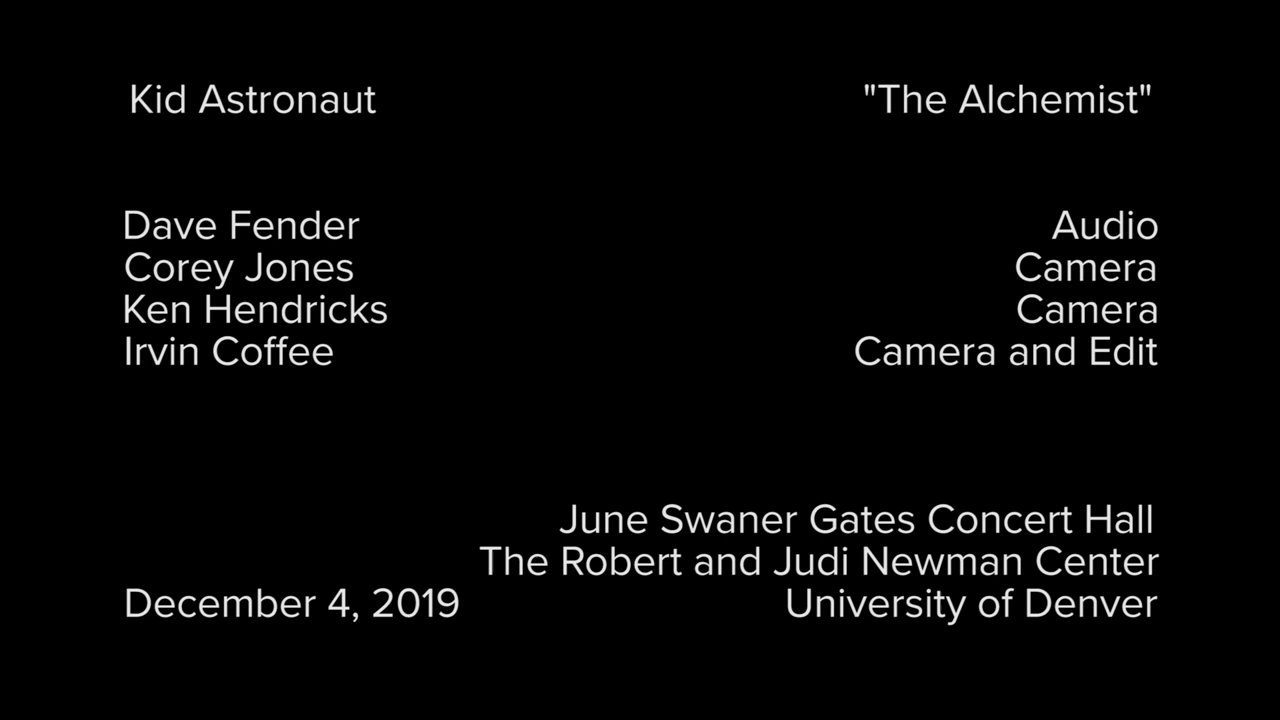 Kid Astronaut "The Alchemist"
Dave Fender Audio
Corey Jones Camera
Ken Hendricks Camera
Irvin Coffee Camera and Edit
June Swaner Gates Concert Hall
The Robert and Judi Newman Center
December 4, 2019 University of Denver